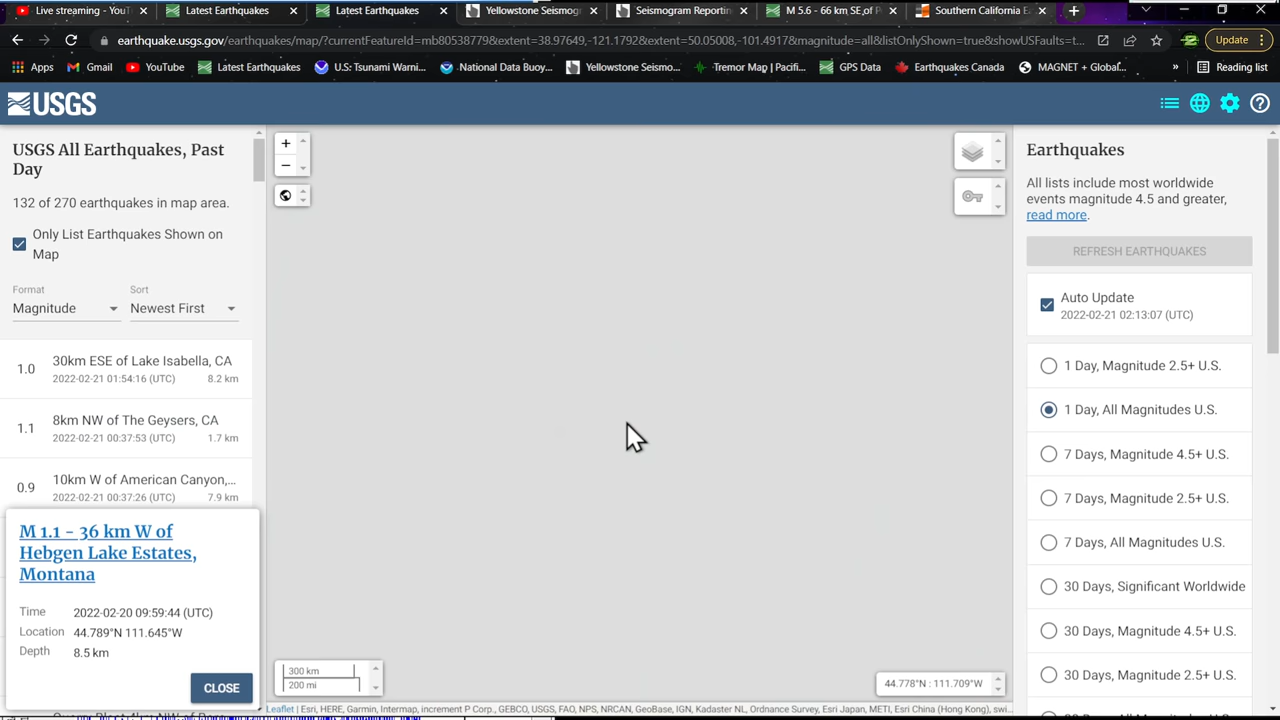 Live streaming - YouT
Latest Earthquakes
Latest Earthquakes
Yellowstone Seismog
Seismogram Reportin
M 5.6 - 66 km SE of P
Southern California E
earthquake.usgs.gov/earthquakes/map/?currentFeatureId=mb80538779&extent=38.97649,-121.1792&extent=50.05008,-101.4917&magnitude=all&listOnlyShown=true&showUSFaults=t...
Update
Apps
Gmail
YouTube
Latest Earthquakes
U.S. Tsunami Warni...
National Data Buoy...
Yellowstone Seismo...
Tremor Map | Pacifi...
GPS Data
Earthquakes Canada
MAGNET + Global...
»
Reading list
USGS
USGS All Earthquakes, Past
Day
132 of 270 earthquakes in map area.
Only List Earthquakes Shown on
Map
Format
Sort
Magnitude
Newest First
1.0
30km ESE of Lake Isabella, CA
2022-02-21 01:54:16 (UTC) 8.2 km
1.1
8km NW of The Geysers, CA
2022-02-21 00:37:53 (UTC) 1.7 km
0.9
10km W of American Canyon,...
2022-02-21 00:37:26 (UTC) 7.9 km
M 1.1 - 36 km W of
Hebgen Lake Estates,
Montana
Time 2022-02-20 09:59:44 (UTC)
Location 44.789°N 111.645°W
Depth 8.5 km
CLOSE
+
−
300 km
200 mi
44.778°N : 111.709°W
Leaflet | Esri, HERE, Garmin, Intermap, increment P Corp., GEBCO, USGS, FAO, NPS, NRCAN, GeoBase, IGN, Kadaster NL, Ordnance Survey, Esri Japan, METI, Esri China (Hong Kong), swi...
Earthquakes
All lists include most worldwide
events magnitude 4.5 and greater,
read more.
REFRESH EARTHQUAKES
Auto Update
2022-02-21 02:13:07 (UTC)
1 Day, Magnitude 2.5+ U.S.
1 Day, All Magnitudes U.S.
7 Days, Magnitude 4.5+ U.S.
7 Days, Magnitude 2.5+ U.S.
7 Days, All Magnitudes U.S.
30 Days, Significant Worldwide
30 Days, Magnitude 4.5+ U.S.
30 Days, Magnitude 2.5+ U.S.